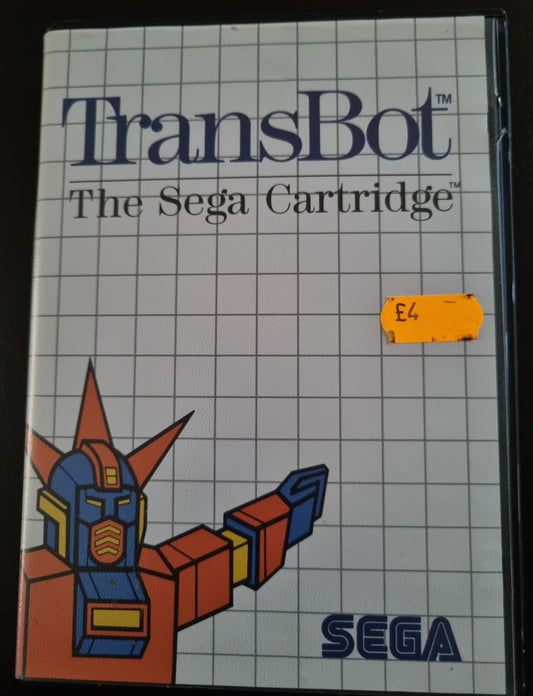 TransBot™
The Sega Cartridge™
£4
SEGA